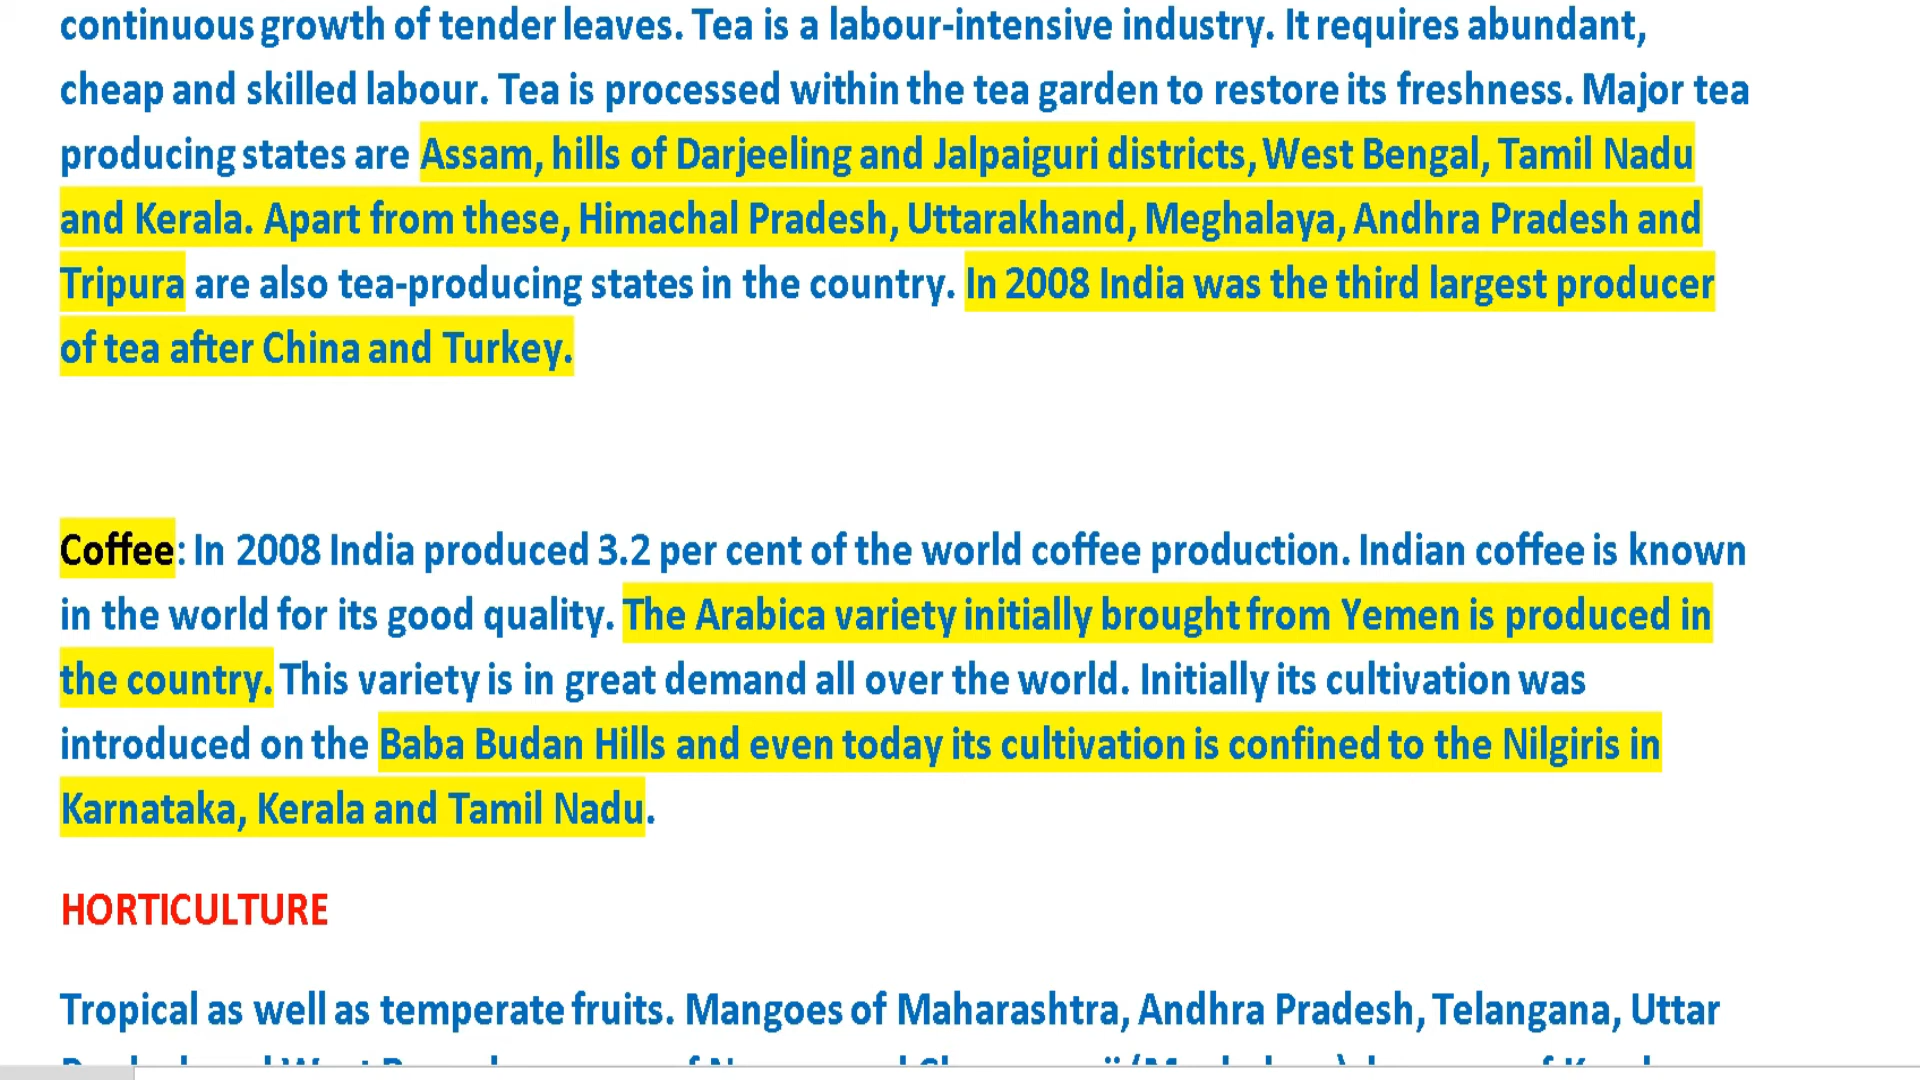 continuous growth of tender leaves. Tea is a labour-intensive industry. It requires abundant,
cheap and skilled labour. Tea is processed within the tea garden to restore its freshness. Major tea
producing states are Assam, hills of Darjeeling and Jalpaiguri districts, West Bengal, Tamil Nadu
and Kerala. Apart from these, Himachal Pradesh, Uttarakhand, Meghalaya, Andhra Pradesh and
Tripura are also tea-producing states in the country. In 2008 India was the third largest producer
of tea after China and Turkey.
Coffee: In 2008 India produced 3.2 per cent of the world coffee production. Indian coffee is known
in the world for its good quality. The Arabica variety initially brought from Yemen is produced in
the country. This variety is in great demand all over the world. Initially its cultivation was
introduced on the Baba Budan Hills and even today its cultivation is confined to the Nilgiris in
Karnataka, Kerala and Tamil Nadu.
HORTICULTURE
Tropical as well as temperate fruits. Mangoes of Maharashtra, Andhra Pradesh, Telangana, Uttar